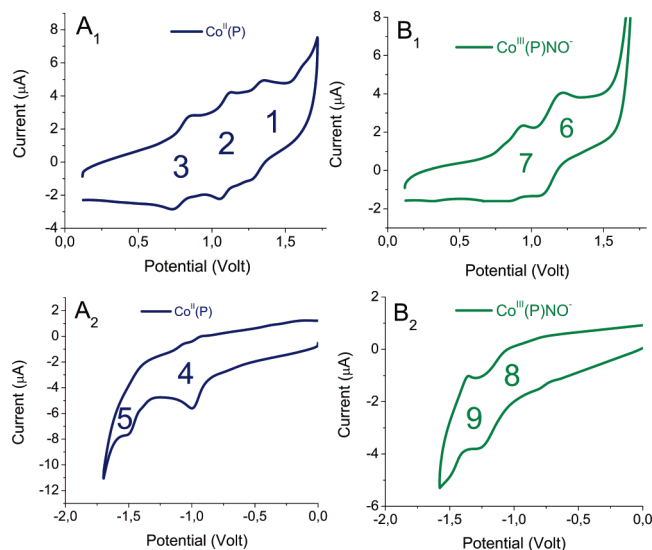 A1
Co^II(P)
Current (µA)
8
6
4
2
0
-2
-4
1
2
3
0,0 0,5 1,0 1,5
Potential (Volt)
B1
Co^III(P)NO^-
Current (µA)
8
6
4
2
0
-2
6
7
0,0 0,5 1,0 1,5
Potential (Volt)
A2
Co^II(P)
Current (µA)
2
0
-2
-4
-6
-8
-10
-12
4
5
-2,0 -1,5 -1,0 -0,5 0,0
Potential (Volt)
B2
Co^III(P)NO^-
Current (µA)
2
0
-2
-4
-6
8
9
-2,0 -1,5 -1,0 -0,5 0,0
Potential (Volt)